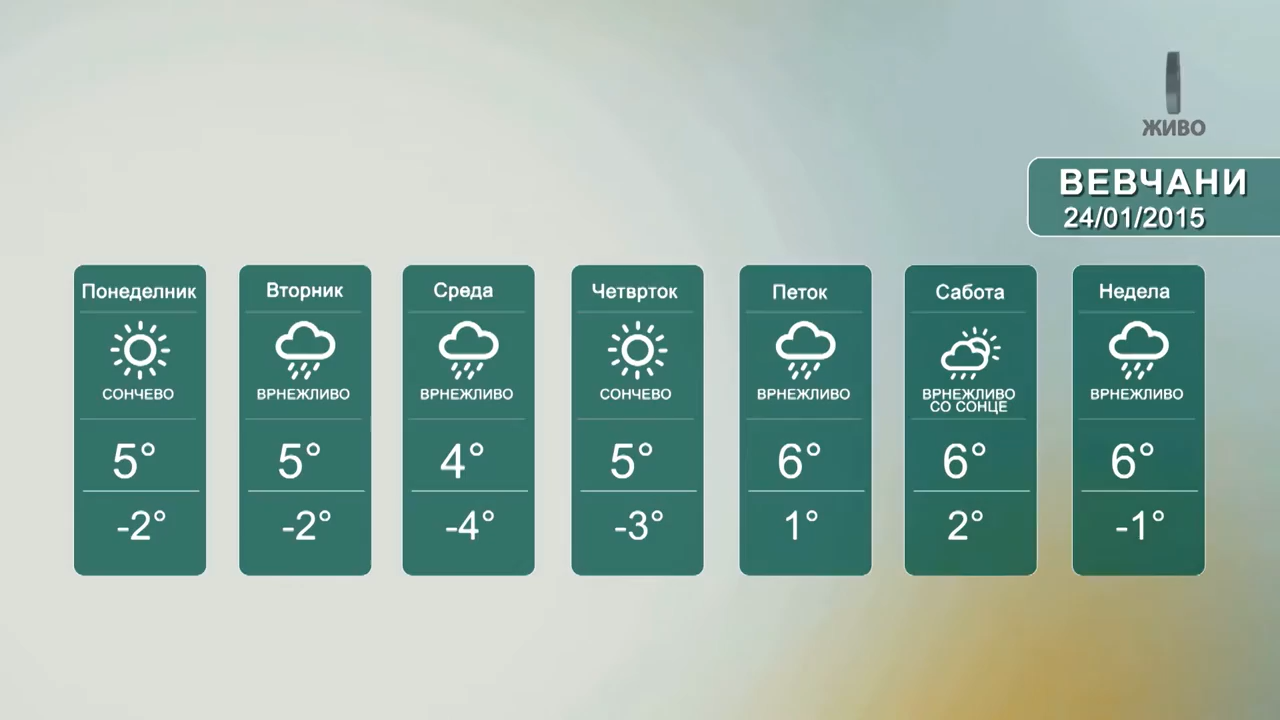 ЖИВО
ВЕВЧАНИ
24/01/2015
Понеделник
СОНЧЕВО
5°
-2°
Вторник
ВРНЕЖЛИВО
5°
-2°
Среда
ВРНЕЖЛИВО
4°
-4°
Четврток
СОНЧЕВО
5°
-3°
Петок
ВРНЕЖЛИВО
6°
1°
Сабота
ВРНЕЖЛИВО
СО СОНЦЕ
6°
2°
Недела
ВРНЕЖЛИВО
6°
-1°